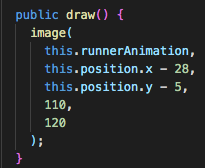 public draw() {
  image(
    this.runnerAnimation,
    this.position.x - 28,
    this.position.y - 5,
    110,
    120
  );
}